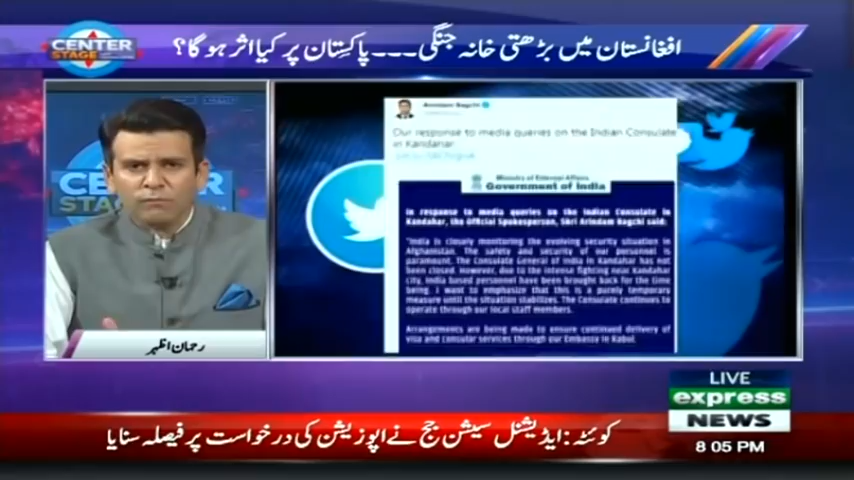 افغانستان میں بڑھتی خانہ جنگی۔۔۔پاکستان پر کیا اثر ہوگا؟
CENTER
STAGE
CENTER
STAGE
Arindam Bagchi
Our response to media queries on the Indian Consulate
in Kandahar
Ministry of External Affairs
Government of India
In response to media queries on the Indian Consulate in
Kandahar, the Official Spokesperson, Shri Arindam Bagchi said:
"India is closely monitoring the evolving security situation in
Afghanistan. The safety and security of our personnel is
paramount. The Consulate General of India in Kandahar has not
been closed. However, due to the intense fighting near Kandahar
city, India based personnel have been brought back for the time
being. I want to emphasize that this is a purely temporary
measure until the situation stabilizes. The Consulate continues to
operate through our local staff members.
Arrangements are being made to ensure continued delivery of
visa and consular services through our Embassy in Kabul.
رحمان اظہر
LIVE
express
NEWS
8 05 PM
کوئٹہ : ایڈیشنل سیشن جج نے اپوزیشن کی درخواست پر فیصلہ سنایا